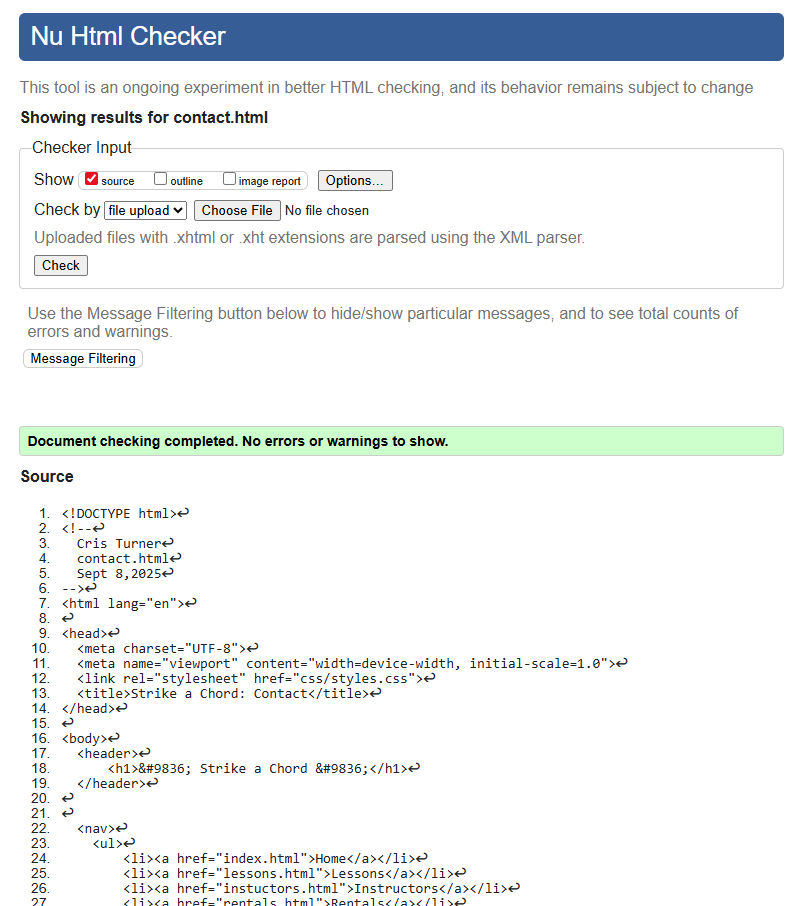 Nu Html Checker
This tool is an ongoing experiment in better HTML checking, and its behavior remains subject to change
Showing results for contact.html
Checker Input
Show source outline image report Options...
Check by file upload Choose File No file chosen
Uploaded files with .xhtml or .xht extensions are parsed using the XML parser.
Check
Use the Message Filtering button below to hide/show particular messages, and to see total counts of
errors and warnings.
Message Filtering
Document checking completed. No errors or warnings to show.
Source
1. <!DOCTYPE html>↩
2. <!--↩
3. Cris Turner↩
4. contact.html↩
5. Sept 8,2025↩
6. -->↩
7. <html lang="en">↩
8. ↩
9. <head>↩
10. <meta charset="UTF-8">↩
11. <meta name="viewport" content="width=device-width, initial-scale=1.0">↩
12. <link rel="stylesheet" href="css/styles.css">↩
13. <title>Strike a Chord: Contact</title>↩
14. </head>↩
15. ↩
16. <body>↩
17. <header>↩
18. <h1>&#9836; Strike a Chord &#9836;</h1>↩
19. </header>↩
20. ↩
21. ↩
22. <nav>↩
23. <ul>↩
24. <li><a href="index.html">Home</a></li>↩
25. <li><a href="lessons.html">Lessons</a></li>↩
26. <li><a href="instuctors.html">Instructors</a></li>↩
27. <li><a href="rentals.html">Rentals</a></li>↩